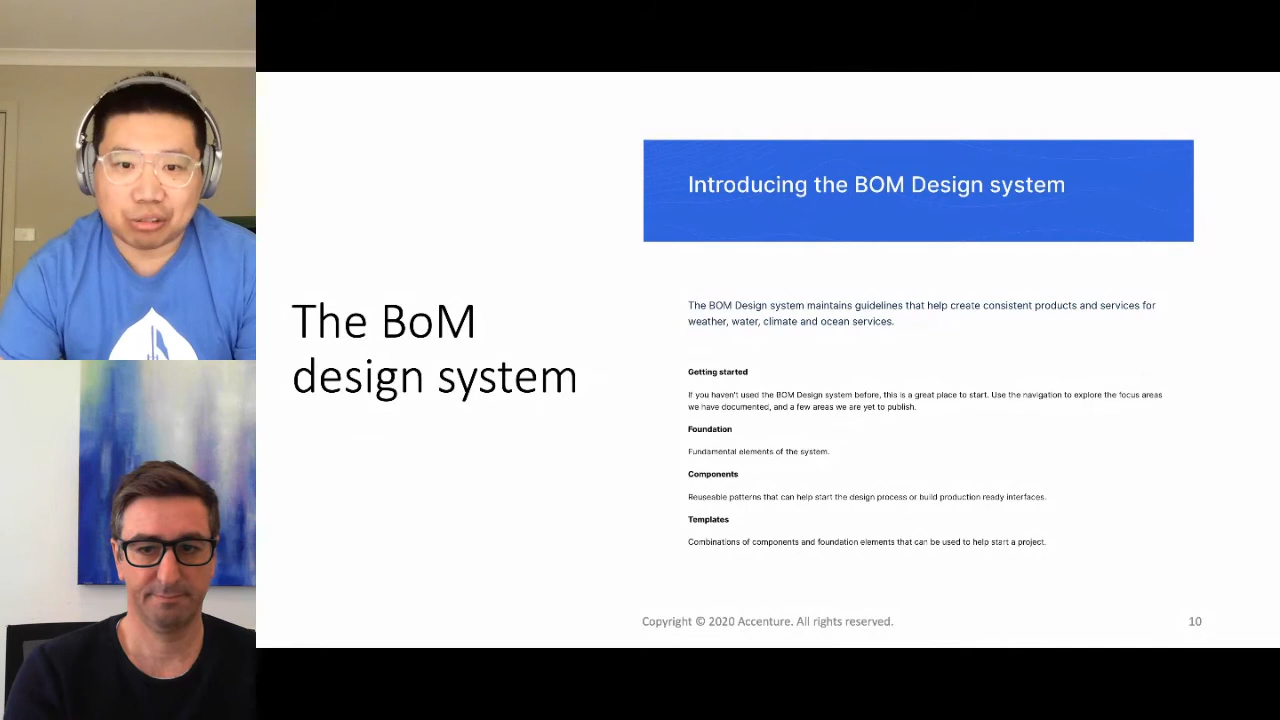 The BoM
design system
Introducing the BOM Design system
The BOM Design system maintains guidelines that help create consistent products and services for
weather, water, climate and ocean services.
Getting started
If you haven't used the BOM Design system before, this is a great place to start. Use the navigation to explore the focus areas
we have documented, and a few areas we are yet to publish.
Foundation
Fundamental elements of the system.
Components
Reuseable patterns that can help start the design process or build production ready interfaces.
Templates
Combinations of components and foundation elements that can be used to help start a project.
Copyright © 2020 Accenture. All rights reserved.
10